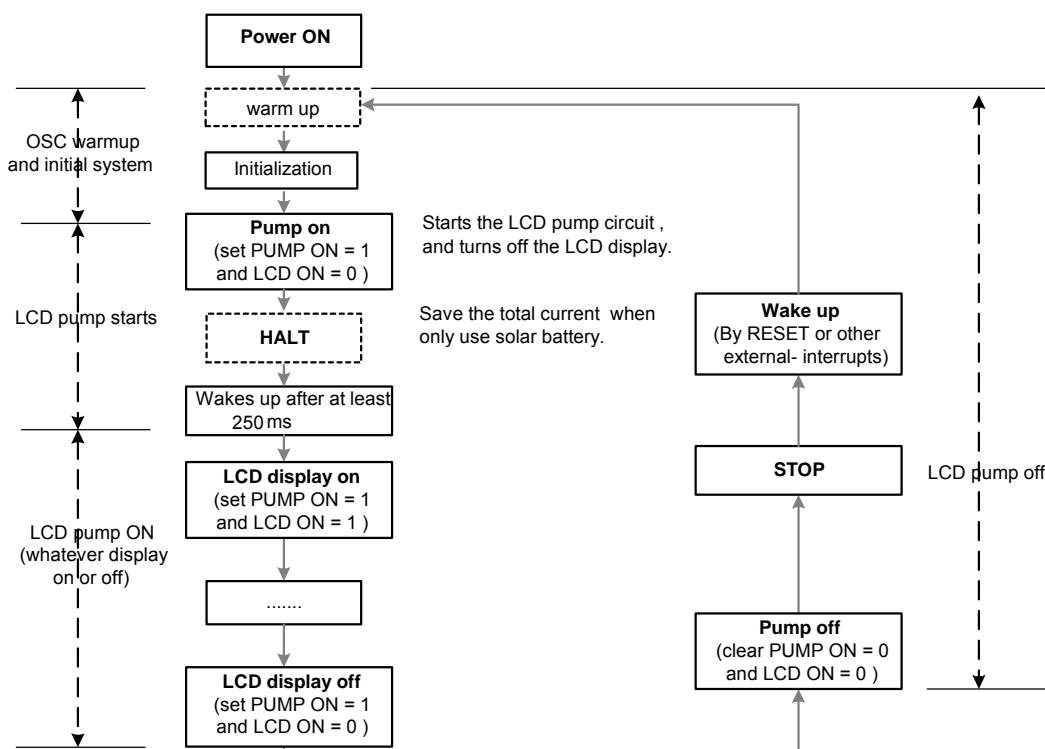 Power ON
warm up
OSC warmup
and initial system
Initialization
Pump on
(set PUMP ON = 1
and LCD ON = 0 )
Starts the LCD pump circuit ,
and turns off the LCD display.
LCD pump starts
HALT
Save the total current when
only use solar battery.
Wakes up after at least
250 ms
LCD display on
(set PUMP ON = 1
and LCD ON = 1 )
LCD pump ON
(whatever display
on or off)
.......
LCD display off
(set PUMP ON = 1
and LCD ON = 0 )
Wake up
(By RESET or other
external- interrupts)
STOP
LCD pump off
Pump off
(clear PUMP ON = 0
and LCD ON = 0 )